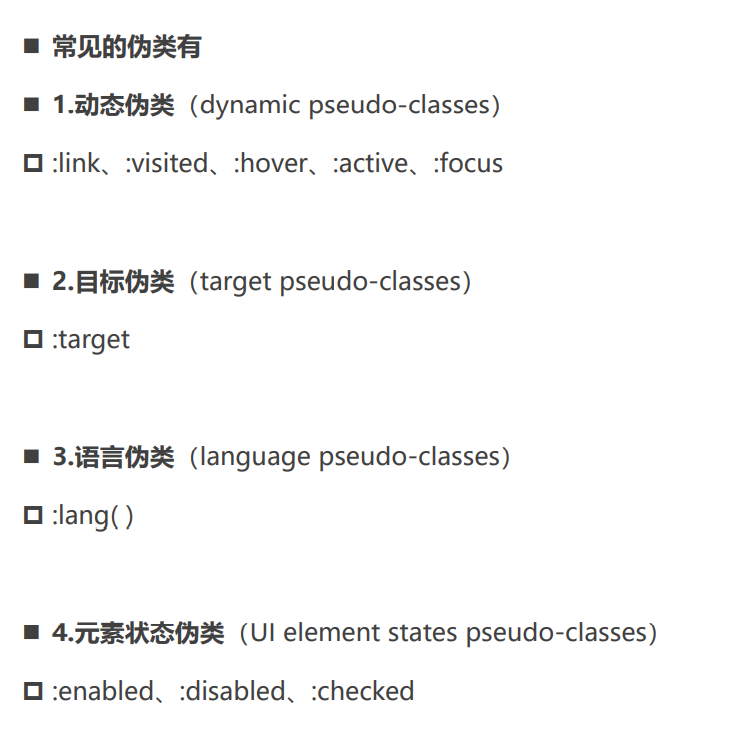 ■ 常见的伪类有
■ 1.动态伪类（dynamic pseudo-classes）
□ :link、:visited、:hover、:active、:focus
■ 2.目标伪类（target pseudo-classes）
□ :target
■ 3.语言伪类（language pseudo-classes）
□ :lang( )
■ 4.元素状态伪类（UI element states pseudo-classes）
□ :enabled、:disabled、:checked